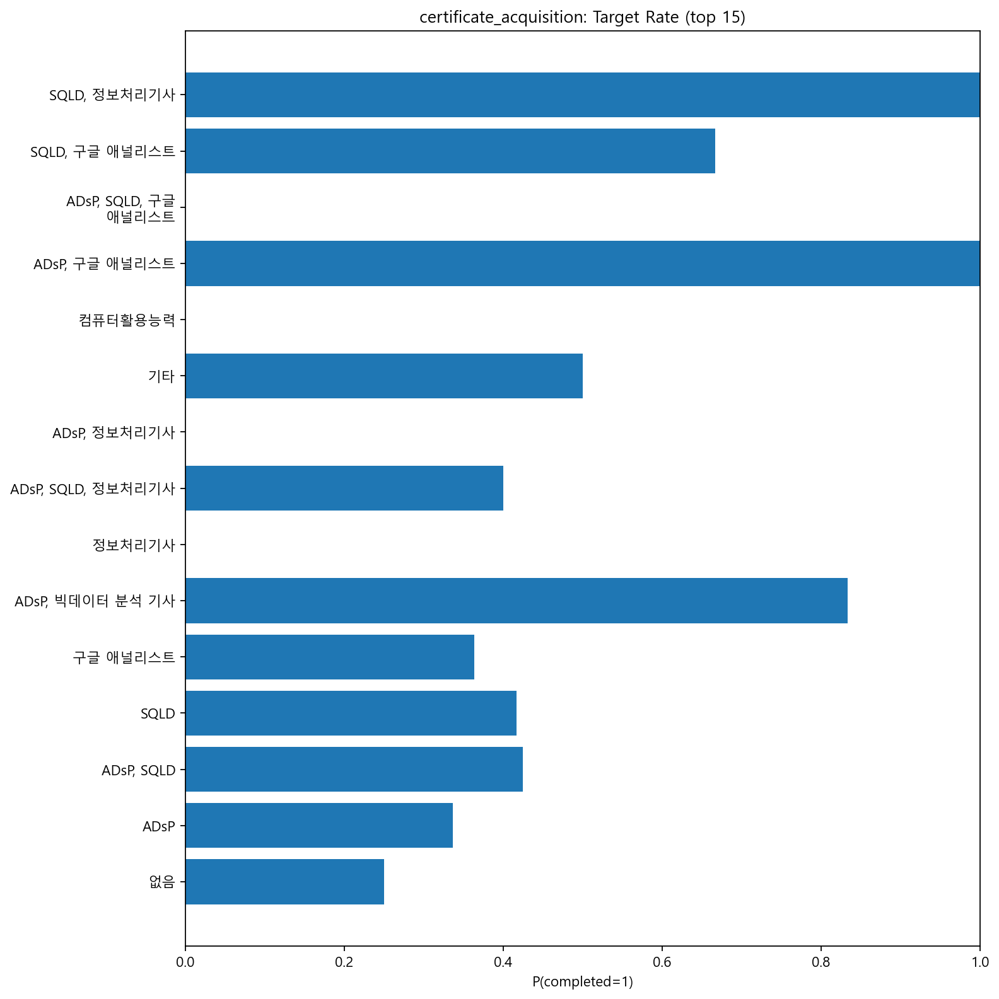 certificate_acquisition: Target Rate (top 15)
SQLD, 정보처리기사
SQLD, 구글 애널리스트
ADsP, SQLD, 구글
애널리스트
ADsP, 구글 애널리스트
컴퓨터활용능력
기타
ADsP, 정보처리기사
ADsP, SQLD, 정보처리기사
정보처리기사
ADsP, 빅데이터 분석 기사
구글 애널리스트
SQLD
ADsP, SQLD
ADsP
없음
0.0 0.2 0.4 0.6 0.8 1.0
P(completed=1)